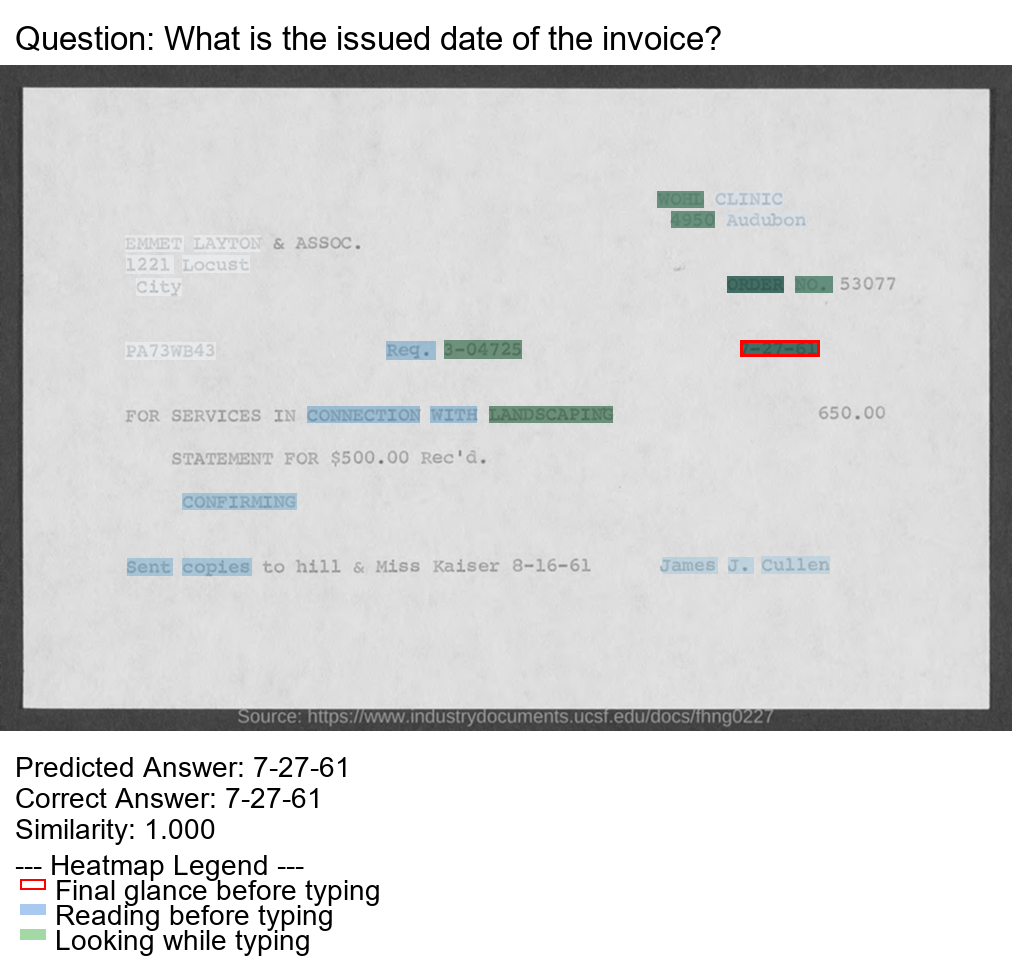 Question: What is the issued date of the invoice?
WOHL CLINIC
4950 Audubon
EMMET LAYTON & ASSOC.
1221 Locust
City
ORDER NO. 53077
PA73WB43 Req. 3-04725 7-27-61
FOR SERVICES IN CONNECTION WITH LANDSCAPING 650.00
STATEMENT FOR $500.00 Rec'd.
CONFIRMING
Sent copies to hill & Miss Kaiser 8-16-61 James J. Cullen
Source: https://www.industrydocuments.ucsf.edu/docs/fhng0227
Predicted Answer: 7-27-61
Correct Answer: 7-27-61
Similarity: 1.000
--- Heatmap Legend ---
Final glance before typing
Reading before typing
Looking while typing